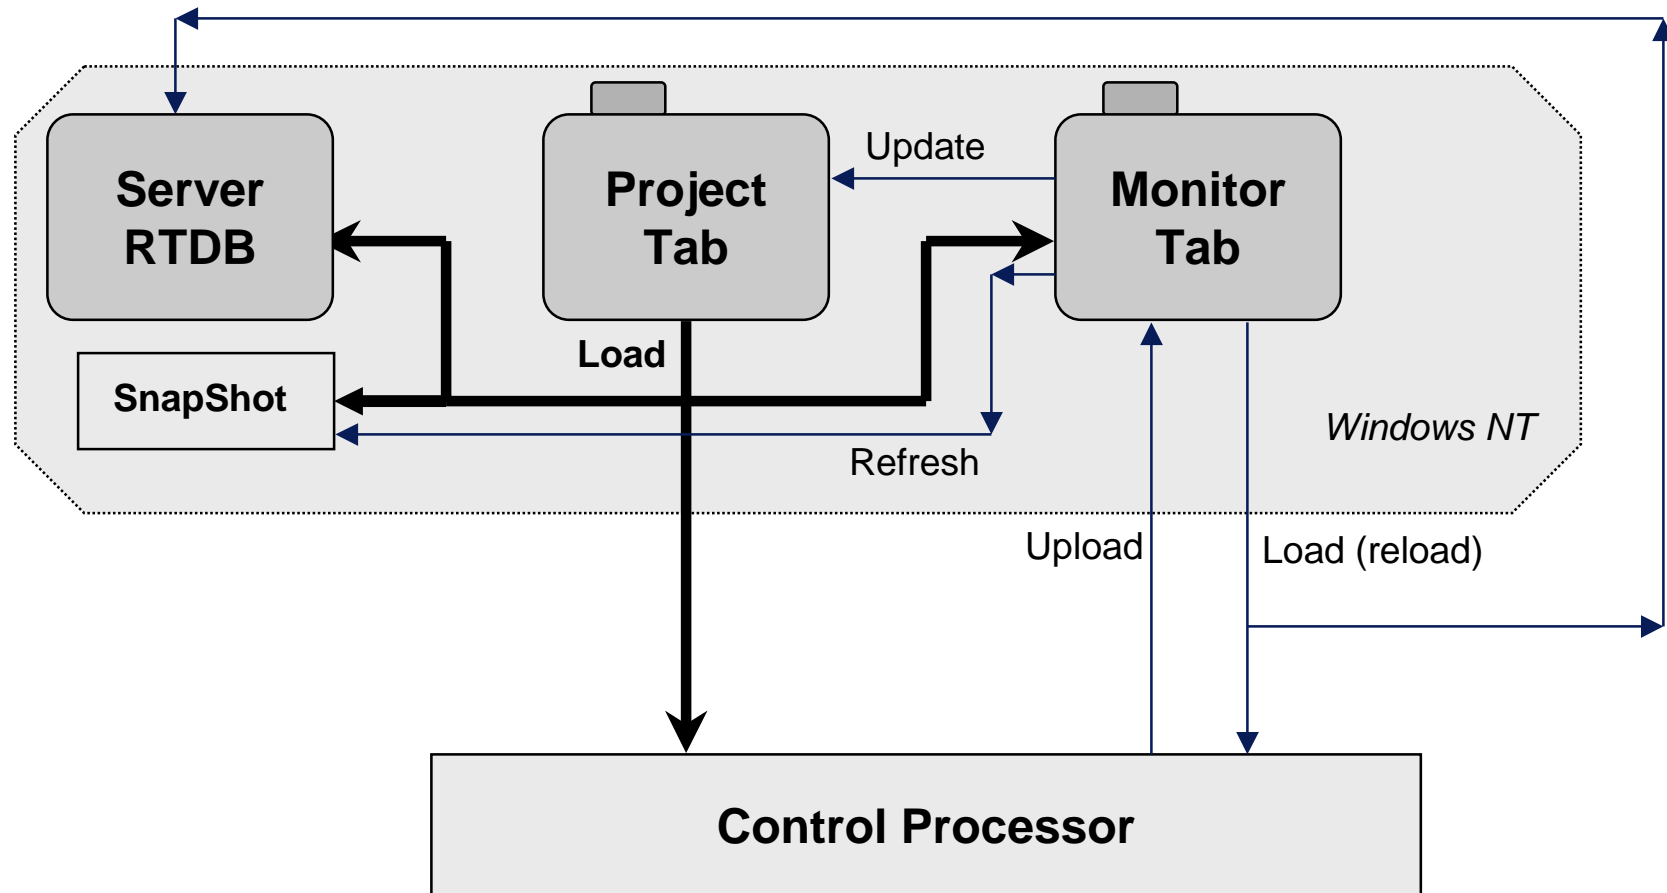 Update
Server
RTDB
Project
Tab
Monitor
Tab
Load
SnapShot
Windows NT
Refresh
Upload
Load (reload)
Control Processor